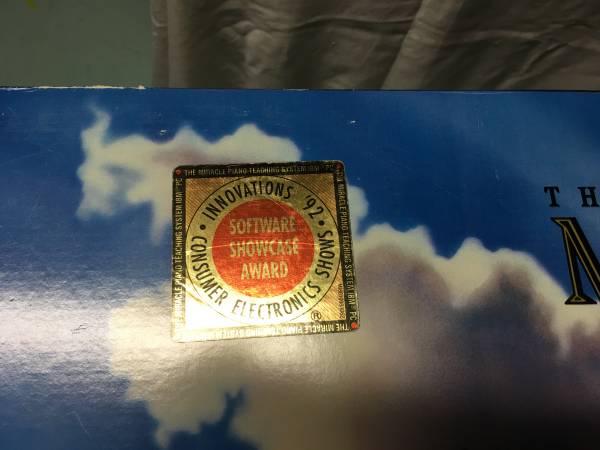 THE MIRACLE PIANO TEACHING SYSTEM IBM PC
THE MIRACLE PIANO TEACHING SYSTEM IBM PC
THE MIRACLE PIANO TEACHING SYSTEM IBM PC
THE MIRACLE PIANO TEACHING SYSTEM IBM PC
• INNOVATIONS '92 •
CONSUMER ELECTRONICS SHOWS
SOFTWARE
SHOWCASE
AWARD
®
TH
M